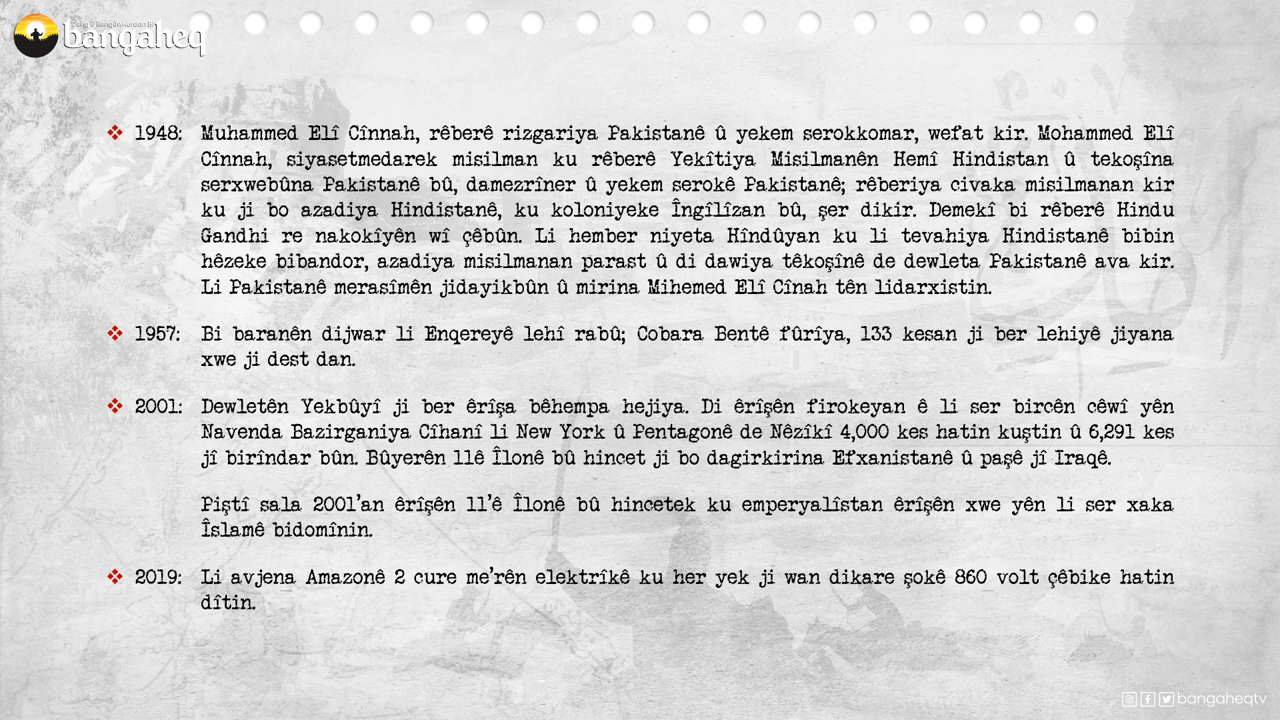 bangaheq
1948: Muhammed Elî Cînnah, rêberê rizgariya Pakistanê û yekem serokkomar, wefat kir. Mohammed Elî
Cînnah, siyasetmedarek misilman ku rêberê Yekîtiya Misilmanên Hemî Hindistan û tekoşîna
serxwebûna Pakistanê bû, damezrîner û yekem serokê Pakistanê; rêberiya civaka misilmanan kir
ku ji bo azadiya Hindistanê, ku koloniyeke Îngîlîzan bû, şer dikir. Demekî bi rêberê Hindu
Gandhi re nakokîyên wî çêbûn. Li hember niyeta Hîndûyan ku li tevahiya Hindistanê bibin
hêzeke bibandor, azadiya misilmanan parast û di dawiya têkoşînê de dewleta Pakistanê ava kir.
Li Pakistanê merasîmên jidayikbûn û mirina Mihemed Elî Cînah tên lidarxistin.
1957: Bi baranên dijwar li Enqereyê lehî rabû; Cobara Bentê fûrîya, 133 kesan ji ber lehiyê jiyana
xwe ji dest dan.
2001: Dewletên Yekbûyî ji ber êrîşa bêhempa hejiya. Di êrîşên firokeyan ê li ser bircên cêwî yên
Navenda Bazirganiya Cîhanî li New York û Pentagonê de Nêzîkî 4,000 kes hatin kuştin û 6,291 kes
jî birîndar bûn. Bûyerên 11ê Îlonê bû hincet ji bo dagirkirina Efxanistanê û paşê jî Iraqê.
Piştî sala 2001'an êrîşên 11'ê Îlonê bû hincetek ku emperyalîstan êrîşên xwe yên li ser xaka
Îslamê bidomînin.
2019: Li avjena Amazonê 2 cure me'rên elektrîkê ku her yek ji wan dikare şokê 860 volt çêbike hatin
dîtin.
bangaheqtv